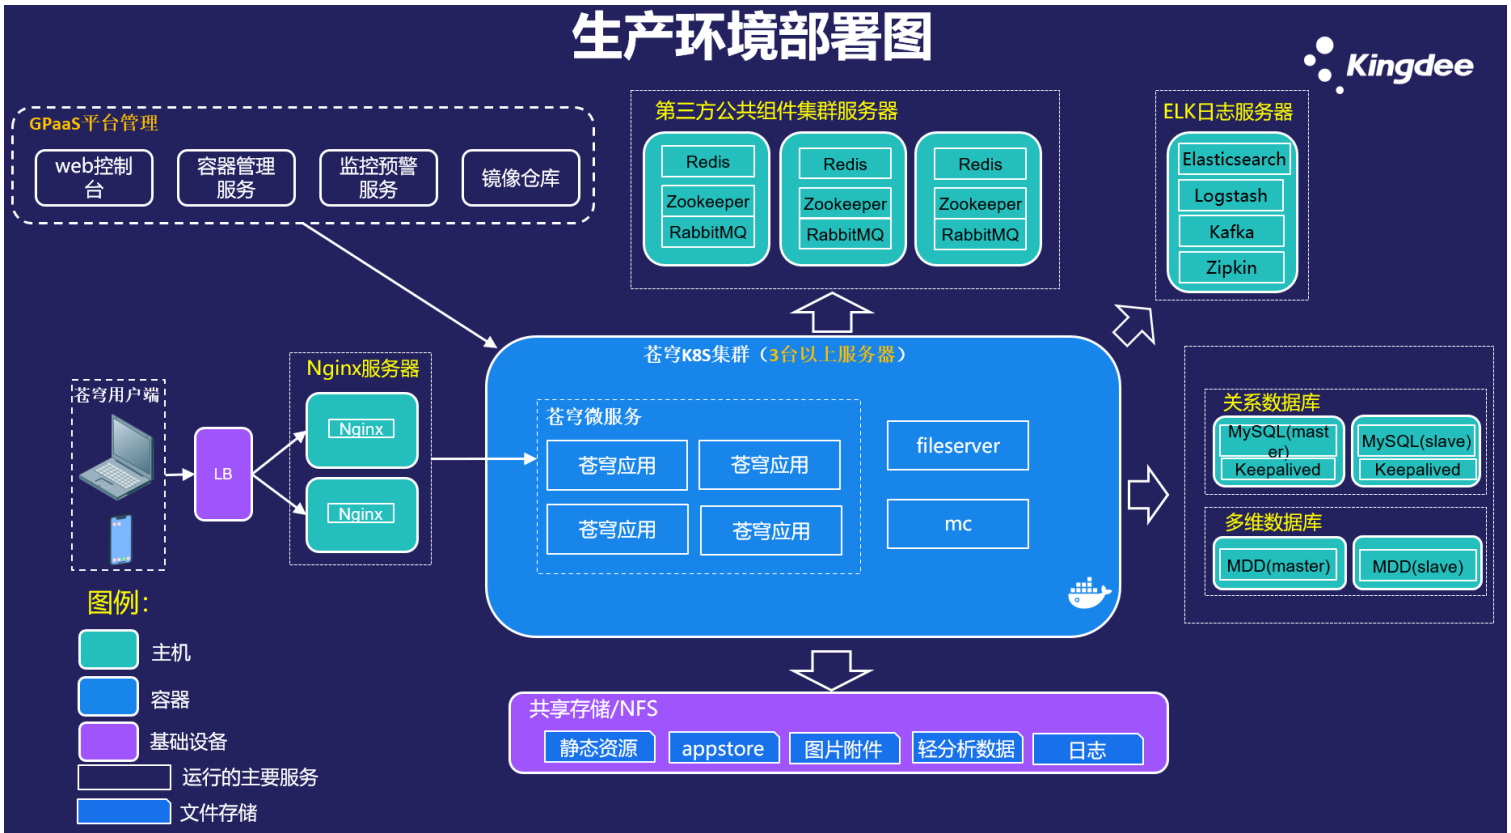 生产环境部署图
Kingdee
GPaaS平台管理
web控制
台
容器管理
服务
监控预警
服务
镜像仓库
第三方公共组件集群服务器
Redis
Zookeeper
RabbitMQ
Redis
Zookeeper
RabbitMQ
Redis
Zookeeper
RabbitMQ
ELK日志服务器
Elasticsearch
Logstash
Kafka
Zipkin
苍穹用户端
LB
Nginx服务器
Nginx
Nginx
苍穹K8S集群（3台以上服务器）
苍穹微服务
苍穹应用
苍穹应用
苍穹应用
苍穹应用
fileserver
mc
关系数据库
MySQL(mast
er)
Keepalived
MySQL(slave)
Keepalived
多维数据库
MDD(master)
MDD(slave)
共享存储/NFS
静态资源
appstore
图片附件
轻分析数据
日志
图例：
主机
容器
基础设备
运行的主要服务
文件存储